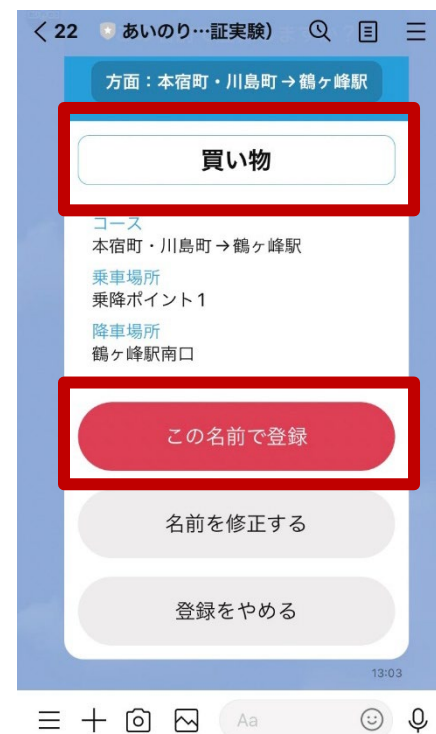 22 あいのり…証実験)
方面：本宿町・川島町→鶴ヶ峰駅
買い物
コース
本宿町・川島町→鶴ヶ峰駅
乗車場所
乗降ポイント1
降車場所
鶴ヶ峰駅南口
この名前で登録
名前を修正する
登録をやめる
13:03
Aa